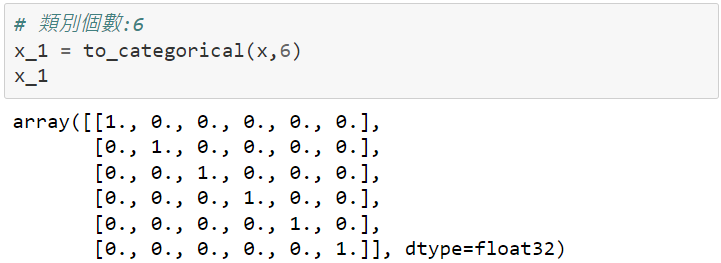 # 類別個數:6
x_1 = to_categorical(x,6)
x_1
array([[1., 0., 0., 0., 0., 0.],
       [0., 1., 0., 0., 0., 0.],
       [0., 0., 1., 0., 0., 0.],
       [0., 0., 0., 1., 0., 0.],
       [0., 0., 0., 0., 1., 0.],
       [0., 0., 0., 0., 0., 1.]], dtype=float32)